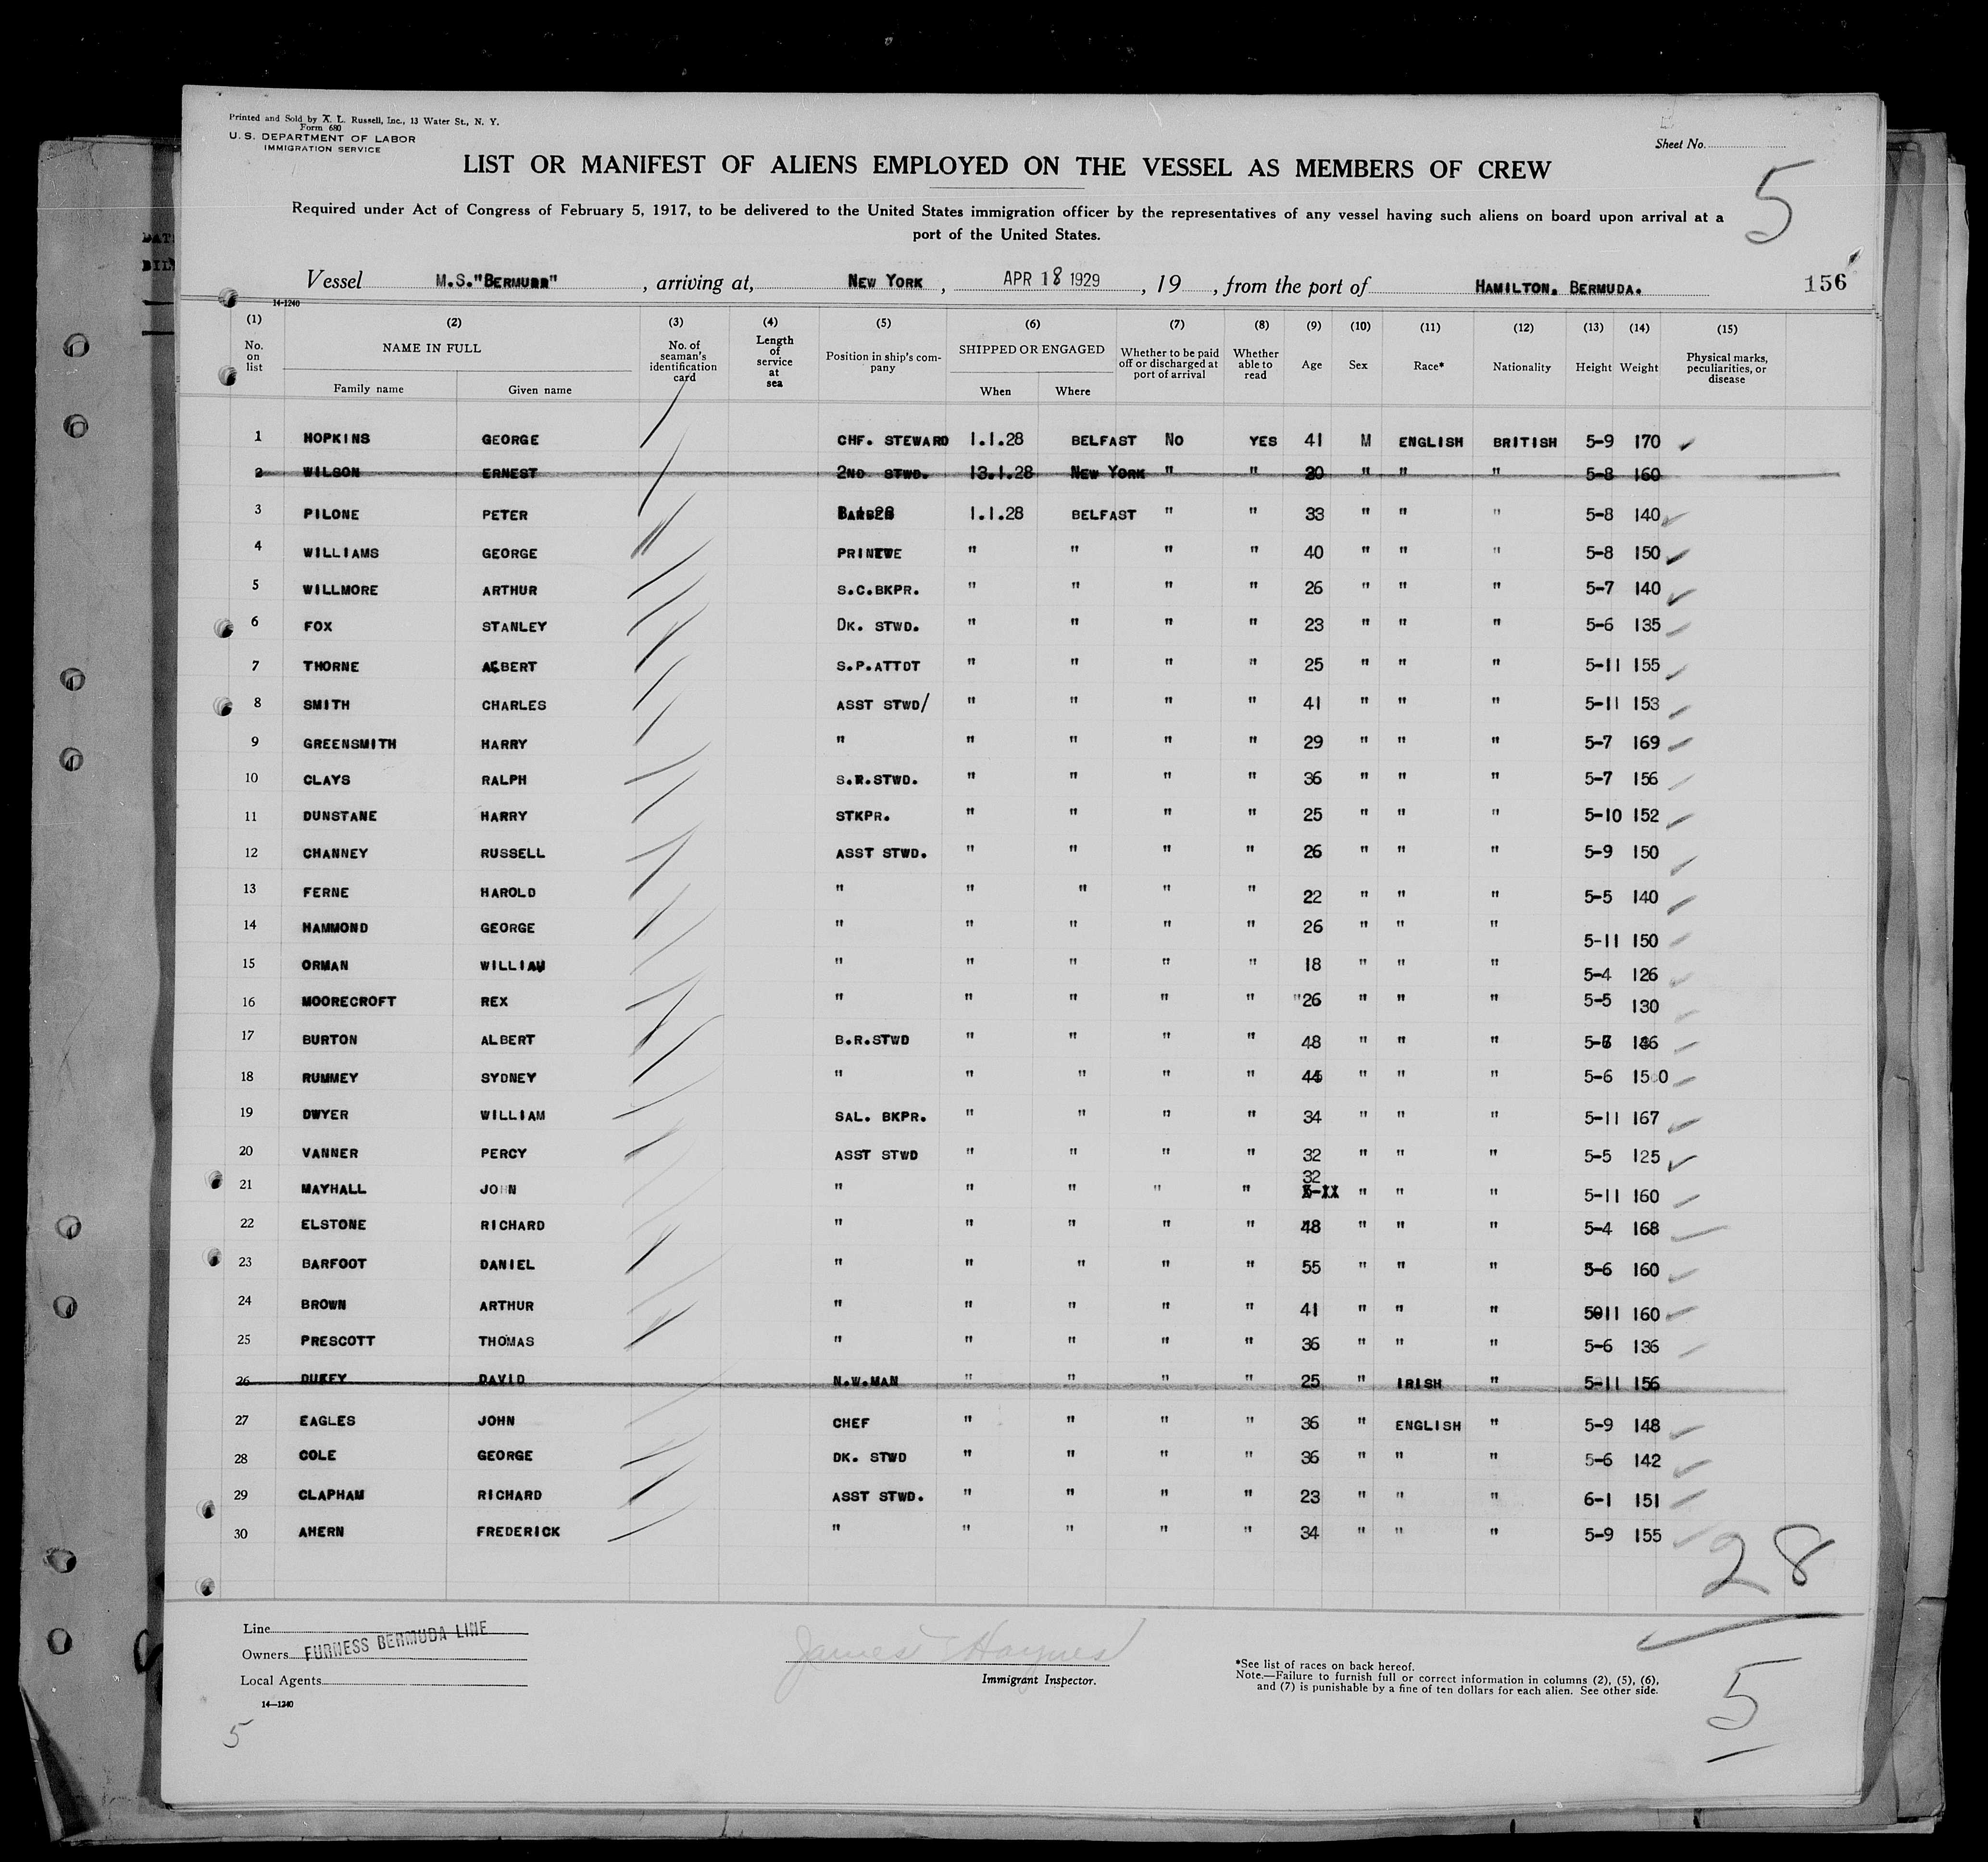 Printed and Sold by A. L. Russell, Inc., 13 Water St., N. Y.
Form 680
U. S. DEPARTMENT OF LABOR
IMMIGRATION SERVICE
Sheet No.
5
LIST OR MANIFEST OF ALIENS EMPLOYED ON THE VESSEL AS MEMBERS OF CREW
Required under Act of Congress of February 5, 1917, to be delivered to the United States immigration officer by the representatives of any vessel having such aliens on board upon arrival at a
port of the United States.
Vessel M.S."BERMUDA" , arriving at, NEW YORK , APR 18 1929 , 19 , from the port of HAMILTON, BERMUDA. 156
14-1240
(1) (2) (3) (4) (5) (6) (7) (8) (9) (10) (11) (12) (13) (14) (15)
No. on list NAME IN FULL Family name Given name No. of seaman's identification card Length of service at sea Position in ship's company SHIPPED OR ENGAGED When Where Whether to be paid off or discharged at port of arrival Whether able to read Age Sex Race* Nationality Height Weight Physical marks, peculiarities, or disease
1 HOPKINS GEORGE CHF. STEWARD 1.1.28 BELFAST NO YES 41 M ENGLISH BRITISH 5-9 170
2 WILSON ERNEST 2ND STWD. 13.1.28 NEW YORK " " 30 " " " 5-8 160
3 PILONE PETER 1.1.28 BELFAST " " 33 " " " 5-8 140
4 WILLIAMS GEORGE " " " " 40 " " " 5-8 150
5 WILLMORE ARTHUR S.C.BKPR. " " " " 26 " " " 5-7 140
6 FOX STANLEY DK. STWD. " " " " 23 " " " 5-6 135
7 THORNE ALBERT S.P.ATTDT " " " " 25 " " " 5-11 155
8 SMITH CHARLES ASST STWD/ " " " " 41 " " " 5-11 153
9 GREENSMITH HARRY " " " " " 29 " " " 5-7 169
10 CLAYS RALPH S.R.STWD. " " " " 36 " " " 5-7 156
11 DUNSTANE HARRY STKPR. " " " " 25 " " " 5-10 152
12 CHANNEY RUSSELL ASST STWD. " " " " 26 " " " 5-9 150
13 FERNE HAROLD " " " " " 22 " " " 5-5 140
14 HAMMOND GEORGE " " " " " 26 " " " 5-11 150
15 ORMAN WILLIAM " " " " " 18 " " " 5-4 126
16 MOORECROFT REX " " " " " "26 " " " 5-5 130
17 BURTON ALBERT B.R.STWD " " " " 48 " " "
18 RUMMEY SYDNEY " " " " " " " " 5-6 150
19 DWYER WILLIAM SAL. BKPR. " " " " 34 " " " 5-11 167
20 VANNER PERCY ASST STWD " " " " 32 " " " 5-5 125
21 MAYHALL JOHN " " " " " 32 " " " 5-11 160
22 ELSTONE RICHARD " " " " " 48 " " " 5-4 168
23 BARFOOT DANIEL " " " " " 55 " " " 5-6 160
24 BROWN ARTHUR " " " " " 41 " " " 5011 160
25 PRESCOTT THOMAS " " " " " 36 " " " 5-6 136
26 DUFFY DAVID N.W.MAN " " " " 25 " IRISH " 5-11 156
27 EAGLES JOHN CHEF " " " " 36 " ENGLISH " 5-9 148
28 COLE GEORGE DK. STWD " " " " 36 " " " 5-6 142
29 CLAPHAM RICHARD ASST STWD. " " " " 23 " " " 6-1 151
30 AHERN FREDERICK " " " " " 34 " " " 5-9 155
28
Line
Owners FURNESS BERMUDA LINE
Local Agents
14—1240
James Haynes
Immigrant Inspector.
*See list of races on back hereof.
Note.—Failure to furnish full or correct information in columns (2), (5), (6),
and (7) is punishable by a fine of ten dollars for each alien. See other side.
5
5